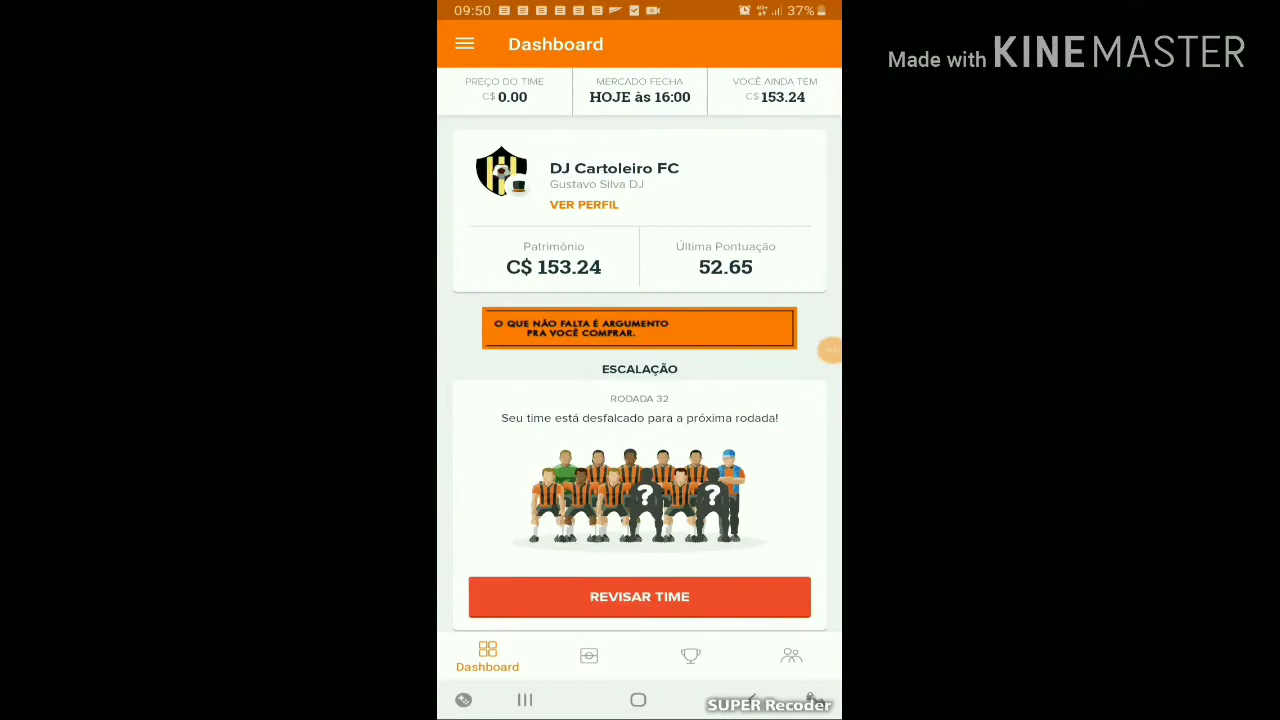 09:50
37%
Dashboard
Made with KINEMASTER
PREÇO DO TIME
C$ 0.00
MERCADO FECHA
HOJE às 16:00
VOCÊ AINDA TEM
C$ 153.24
DJ Cartoleiro FC
Gustavo Silva DJ
VER PERFIL
Patrimônio
C$ 153.24
Última Pontuação
52.65
O QUE NÃO FALTA É ARGUMENTO
PRA VOCÊ COMPRAR.
ESCALAÇÃO
RODADA 32
Seu time está desfalcado para a próxima rodada!
? ?
REVISAR TIME
Dashboard
SUPER Recoder